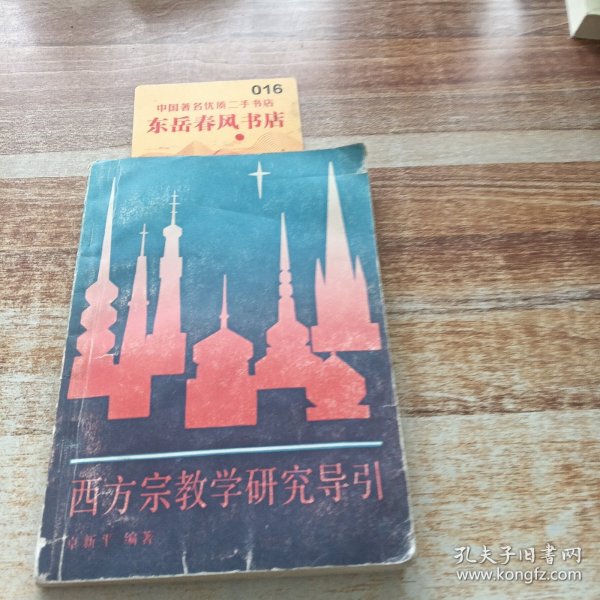 016
中国著名优质二手书店
东岳春风书店
西方宗教学研究导引
卓新平 编著
孔夫子旧书网
www.kongfz.com